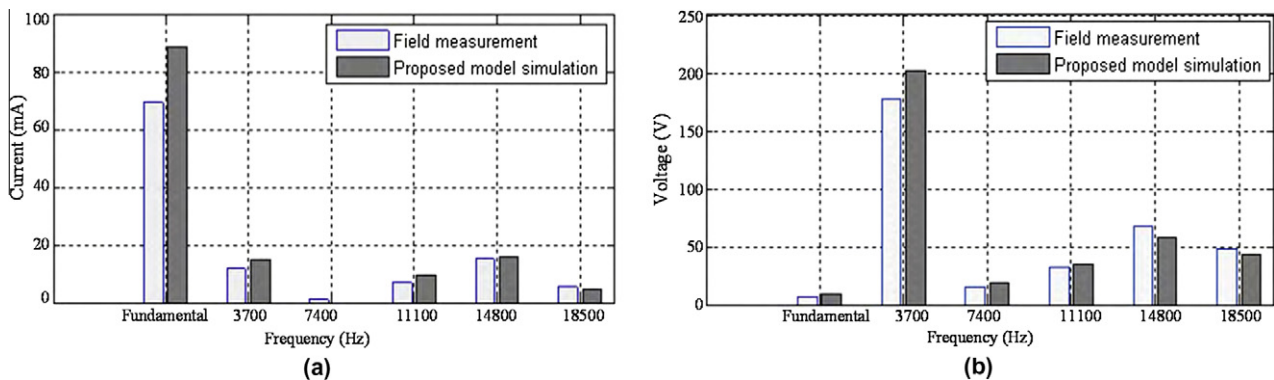 100
80
60
40
20
0
Current (mA)
Field measurement
Proposed model simulation
Fundamental 3700 7400 11100 14800 18500
Frequency (Hz)
(a)
250
200
150
100
50
0
Voltage (V)
Field measurement
Proposed model simulation
Fundamental 3700 7400 11100 14800 18500
Frequency (Hz)
(b)